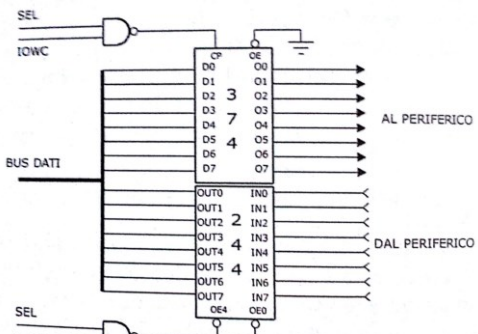 SEL
IOWC
CP OE
D0 O0
D1 O1
D2 O2
D3 O3
D4 O4
D5 O5
D6 O6
D7 O7
3
7
4
AL PERIFERICO
BUS DATI
OUT0 IN0
OUT1 IN1
OUT2 IN2
OUT3 IN3
OUT4 IN4
OUT5 IN5
OUT6 IN6
OUT7 IN7
2
4
4
DAL PERIFERICO
OE4 OE0
SEL